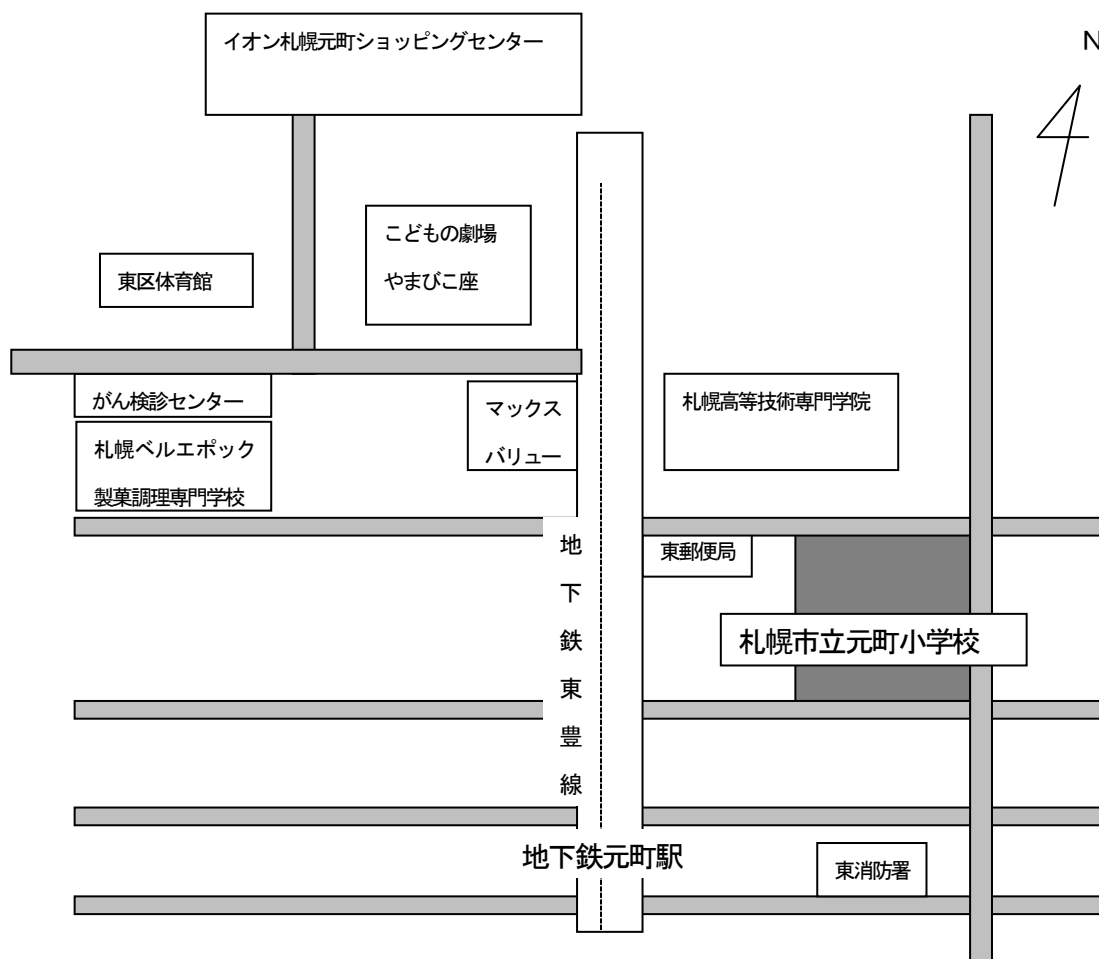 イオン札幌元町ショッピングセンター
N
こどもの劇場
やまびこ座
東区体育館
がん検診センター
マックス
バリュー
札幌高等技術専門学院
札幌ベルエポック
製菓調理専門学校
地下鉄東豊線
東郵便局
札幌市立元町小学校
地下鉄元町駅
東消防署